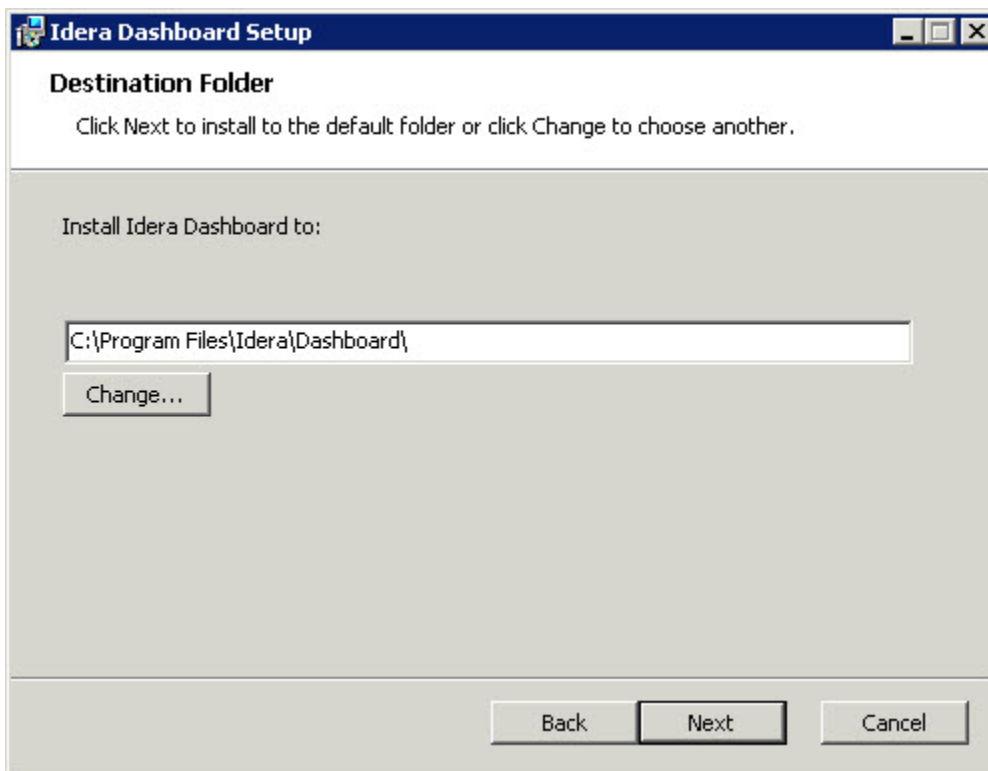 Idera Dashboard Setup
Destination Folder
Click Next to install to the default folder or click Change to choose another.
Install Idera Dashboard to:
C:\Program Files\Idera\Dashboard\
Change...
Back Next Cancel